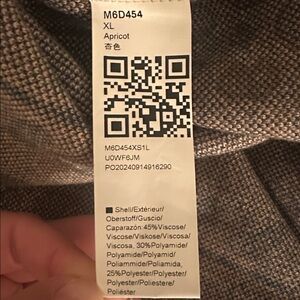 M6D454
XL
Apricot
杏色
M6D454XS1L
U0WF6JM
PO20240914916290
Shell/Extérieur/
Oberstoff/Guscio/
Caparazón:45%Viscose/
Viscose/Viskose/Viscosa/
Viscosa, 30%Polyamide/
Polyamide/Polyamid/
Poliammide/Poliamida,
25%Polyester/Polyester/
Polyester/Poliestere/
Poliéster